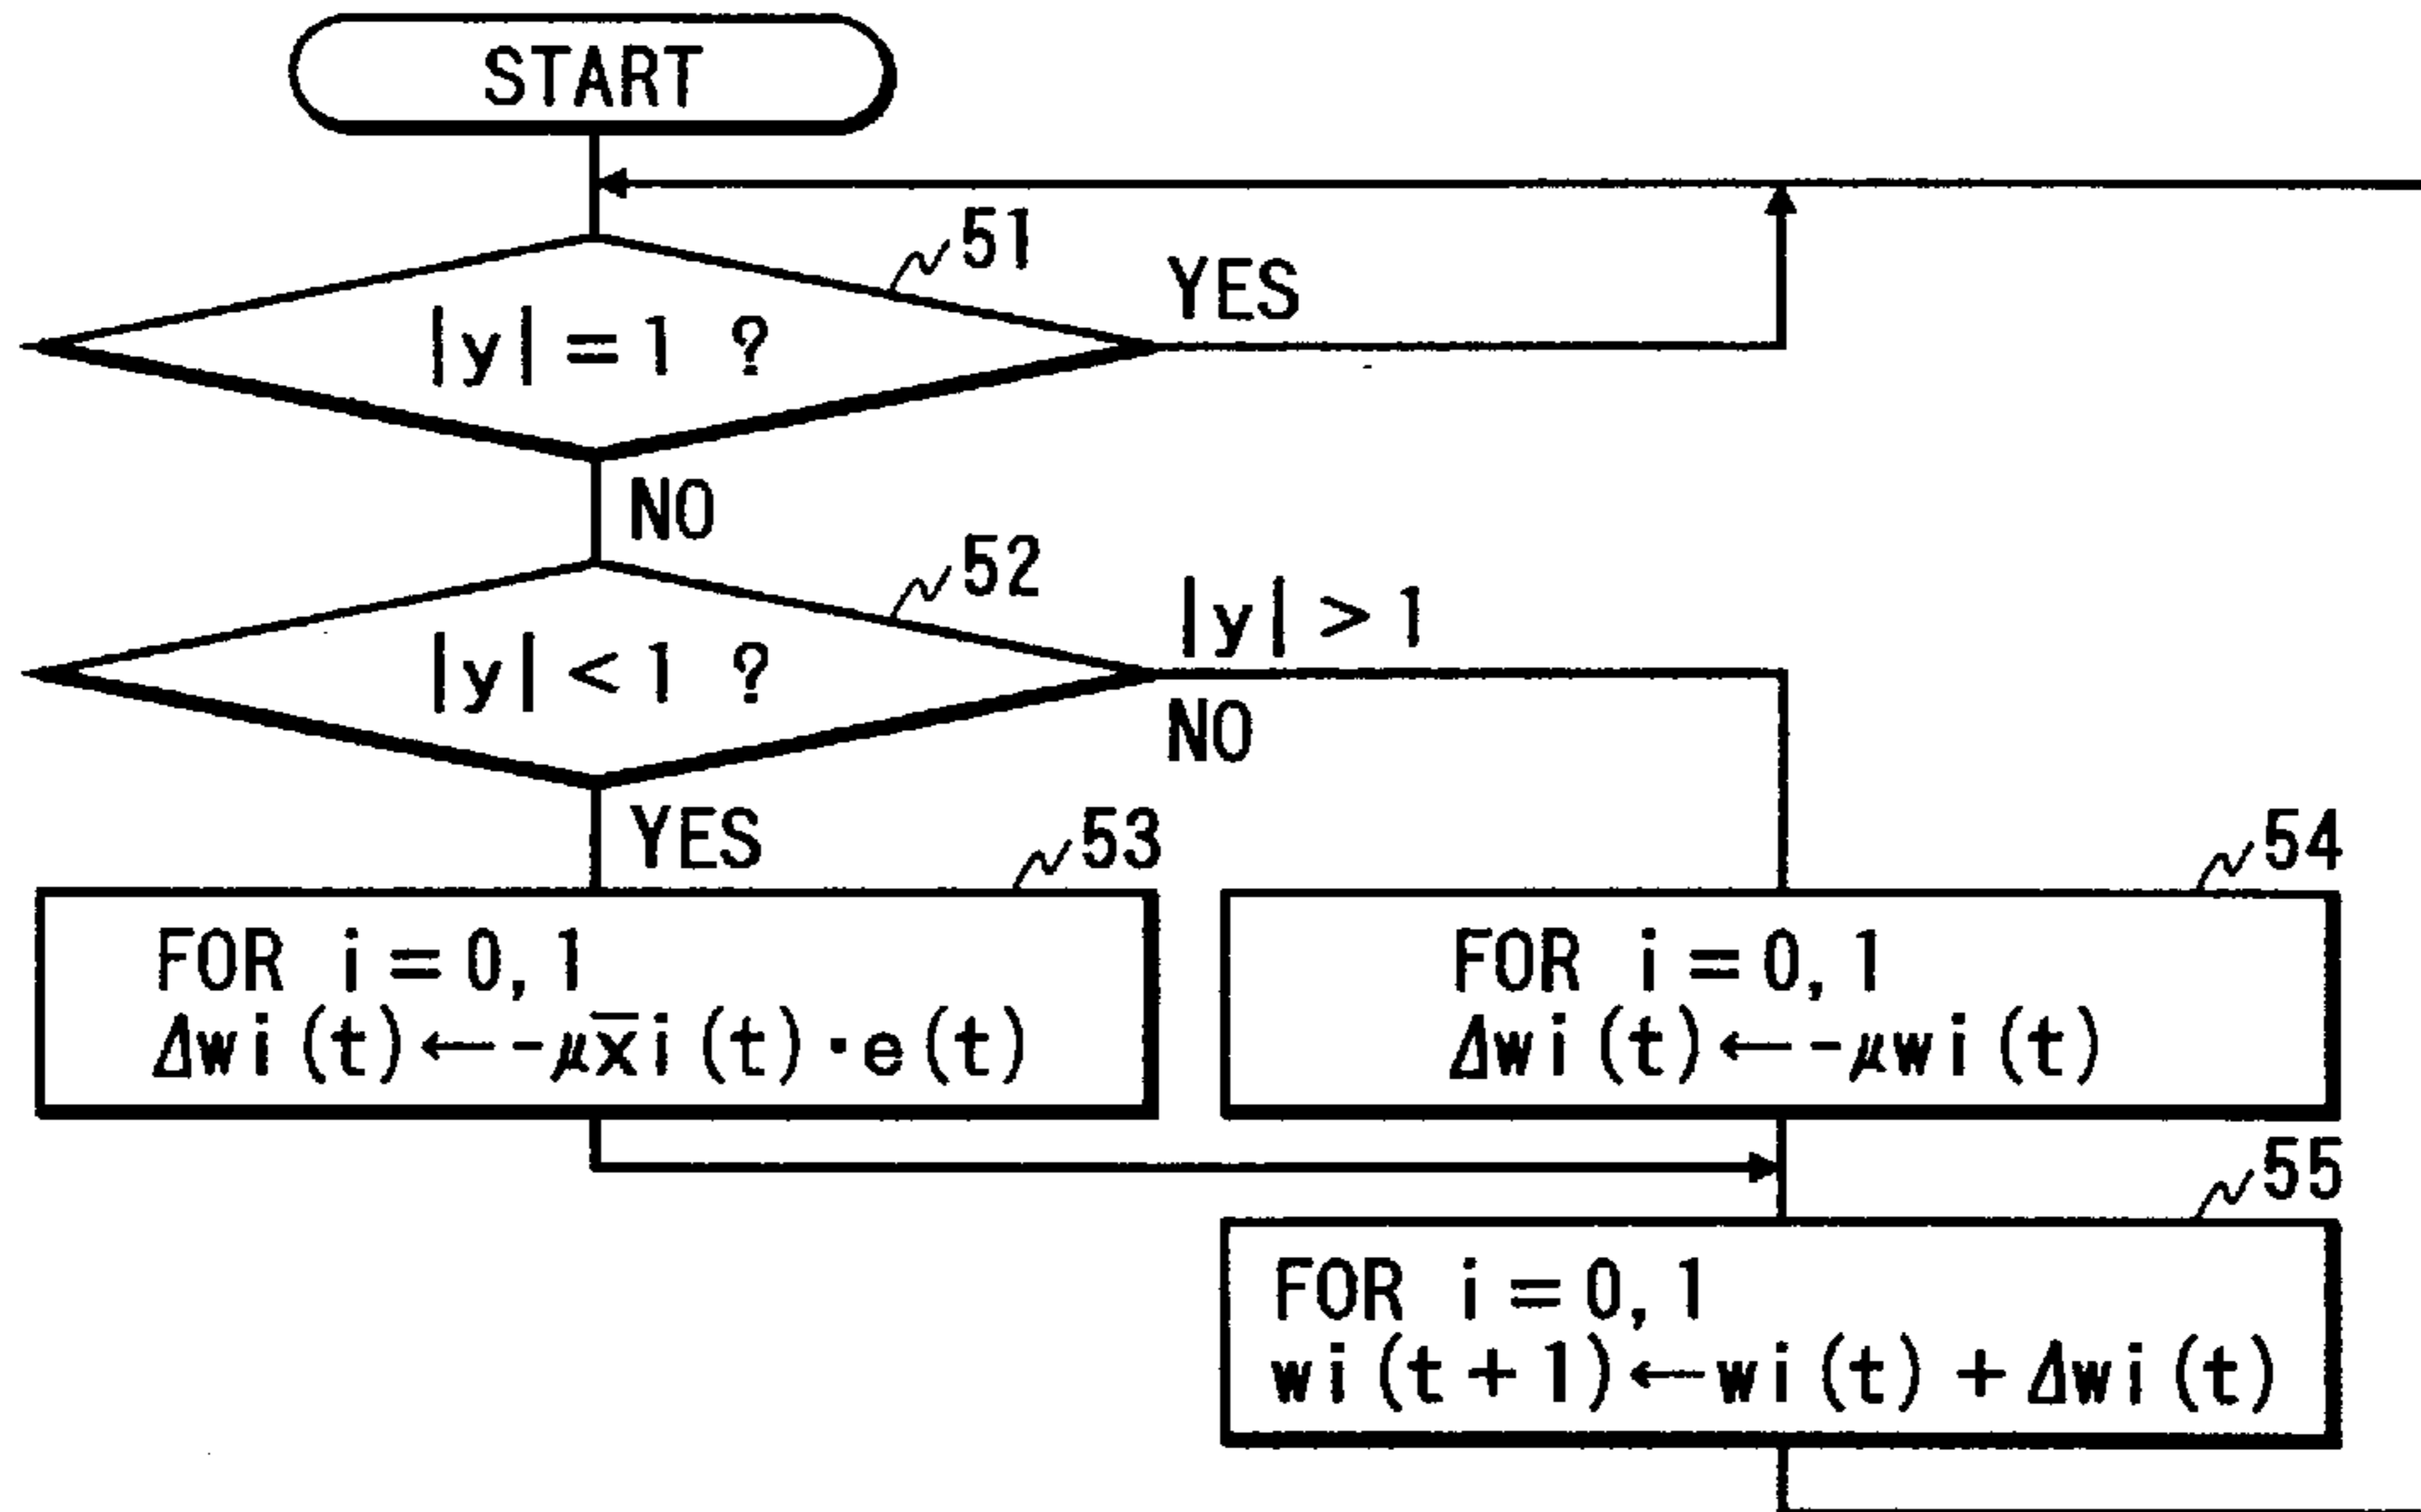 START
51
YES
|y|=1 ?
NO
52
|y|>1
|y|<1 ?
NO
YES
53
54
FOR i=0,1
Δwi(t)←-μx̅i(t)·e(t)
FOR i=0,1
Δwi(t)←-μwi(t)
55
FOR i=0,1
wi(t+1)←wi(t)+Δwi(t)